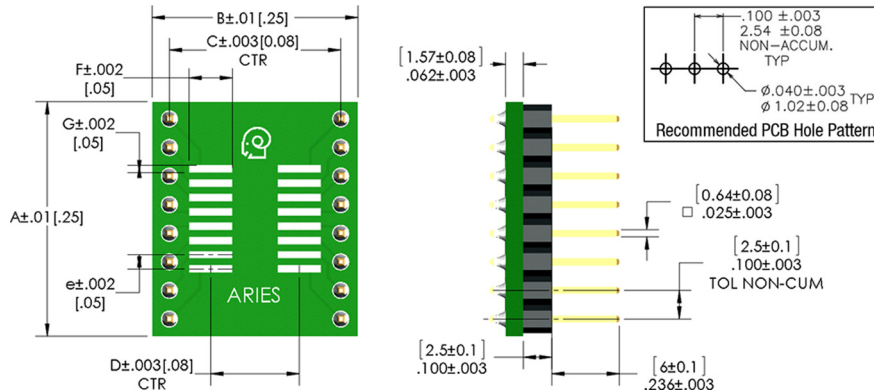 B±.01[.25]
C±.003[0.08]
CTR
F±.002
[.05]
G±.002
[.05]
A±.01[.25]
e±.002
[.05]
ARIES
D±.003[.08]
CTR
[1.57±0.08]
.062±.003
[0.64±0.08]
□ .025±.003
[2.5±0.1]
.100±.003
TOL NON-CUM
[2.5±0.1]
.100±.003
[6±0.1]
.236±.003
.100 ±.003
2.54 ±0.08
NON-ACCUM.
TYP
Ø.040±.003
Ø 1.02±0.08 TYP
Recommended PCB Hole Pattern